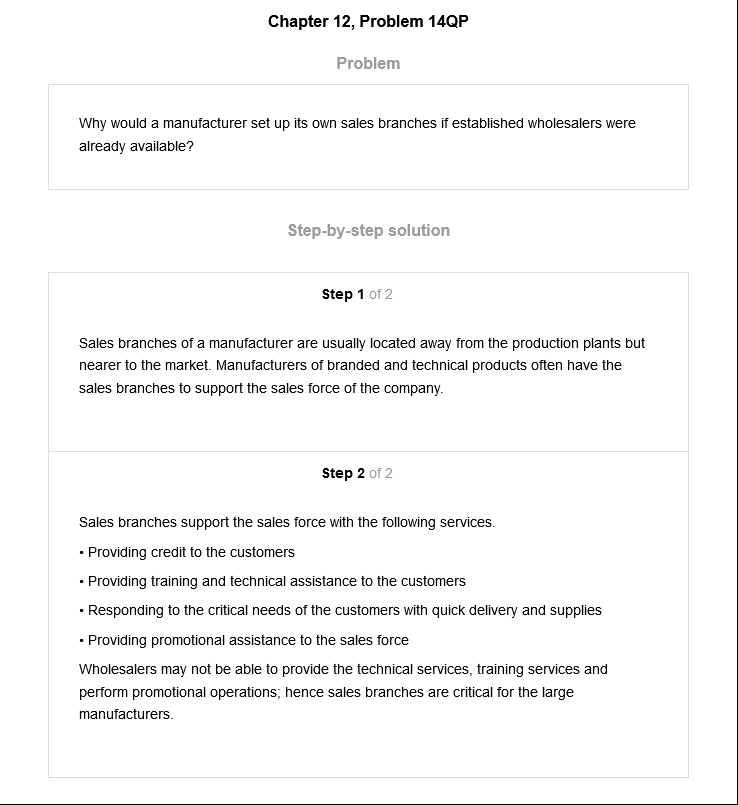 Chapter 12, Problem 14QP
Problem
Why would a manufacturer set up its own sales branches if established wholesalers were
already available?
Step-by-step solution
Step 1 of 2
Sales branches of a manufacturer are usually located away from the production plants but
nearer to the market. Manufacturers of branded and technical products often have the
sales branches to support the sales force of the company.
Step 2 of 2
Sales branches support the sales force with the following services.
• Providing credit to the customers
• Providing training and technical assistance to the customers
• Responding to the critical needs of the customers with quick delivery and supplies
• Providing promotional assistance to the sales force
Wholesalers may not be able to provide the technical services, training services and
perform promotional operations; hence sales branches are critical for the large
manufacturers.